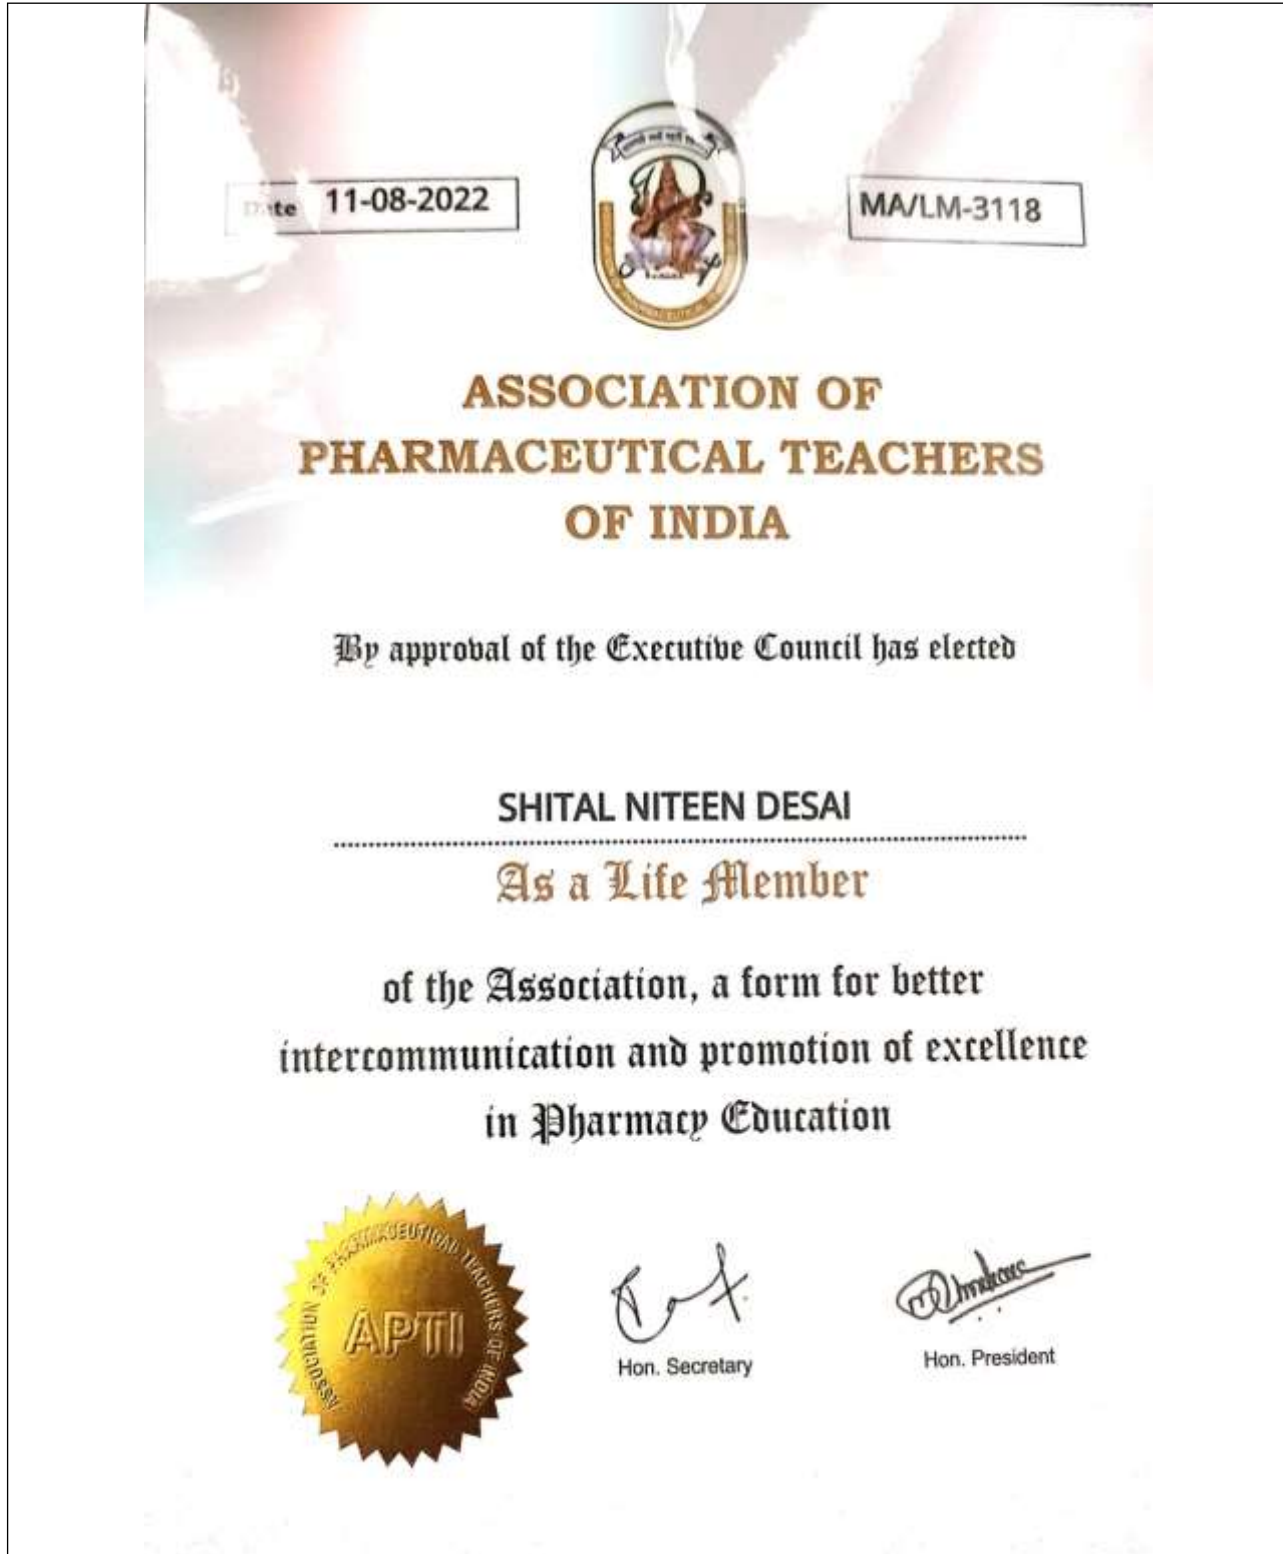 Date 11-08-2022
MA/LM-3118
ASSOCIATION OF
PHARMACEUTICAL TEACHERS
OF INDIA
By approval of the Executive Council has elected
SHITAL NITEEN DESAI
As a Life Member
of the Association, a form for better
intercommunication and promotion of excellence
in Pharmacy Education
ASSOCIATION OF PHARMACEUTICAL TEACHERS OF INDIA
APTI
Hon. Secretary
Hon. President